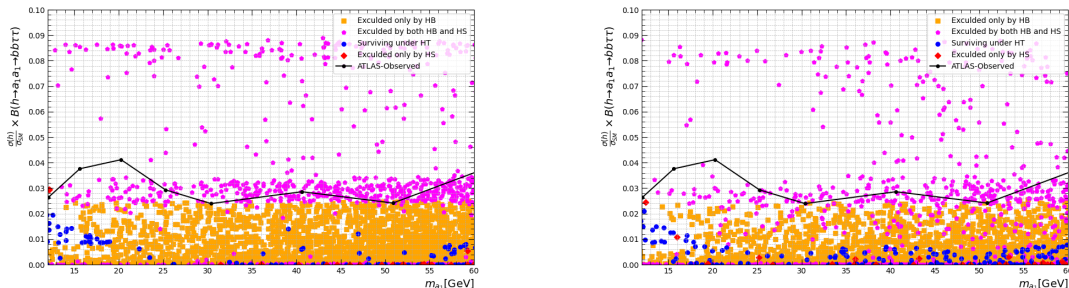 0.10
0.09
0.08
0.07
0.06
0.05
0.04
0.03
0.02
0.01
0.00
σ(h)/σSM × B(h→a₁a₁→bbττ)
15 20 25 30 35 40 45 50 55 60
ma₁[GeV]
Exculded only by HB
Exculded by both HB and HS
Surviving under HT
Exculded only by HS
ATLAS-Observed
0.10
0.09
0.08
0.07
0.06
0.05
0.04
0.03
0.02
0.01
0.00
σ(h)/σSM × B(h→a₁a₁→bbττ)
15 20 25 30 35 40 45 50 55 60
ma₁[GeV]
Exculded only by HB
Exculded by both HB and HS
Surviving under HT
Exculded only by HS
ATLAS-Observed